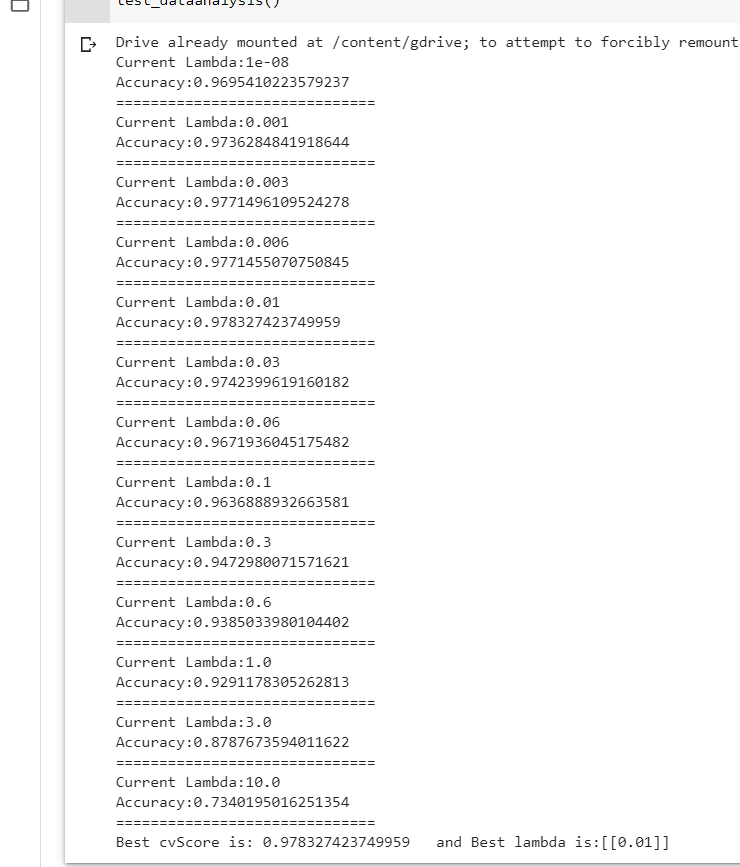 test_dataanalysis()
Drive already mounted at /content/gdrive; to attempt to forcibly remount
Current Lambda:1e-08
Accuracy:0.9695410223579237
==============================
Current Lambda:0.001
Accuracy:0.9736284841918644
==============================
Current Lambda:0.003
Accuracy:0.9771496109524278
==============================
Current Lambda:0.006
Accuracy:0.9771455070750845
==============================
Current Lambda:0.01
Accuracy:0.978327423749959
==============================
Current Lambda:0.03
Accuracy:0.9742399619160182
==============================
Current Lambda:0.06
Accuracy:0.9671936045175482
==============================
Current Lambda:0.1
Accuracy:0.9636888932663581
==============================
Current Lambda:0.3
Accuracy:0.9472980071571621
==============================
Current Lambda:0.6
Accuracy:0.9385033980104402
==============================
Current Lambda:1.0
Accuracy:0.9291178305262813
==============================
Current Lambda:3.0
Accuracy:0.8787673594011622
==============================
Current Lambda:10.0
Accuracy:0.7340195016251354
==============================
Best cvScore is: 0.978327423749959   and Best lambda is:[[0.01]]